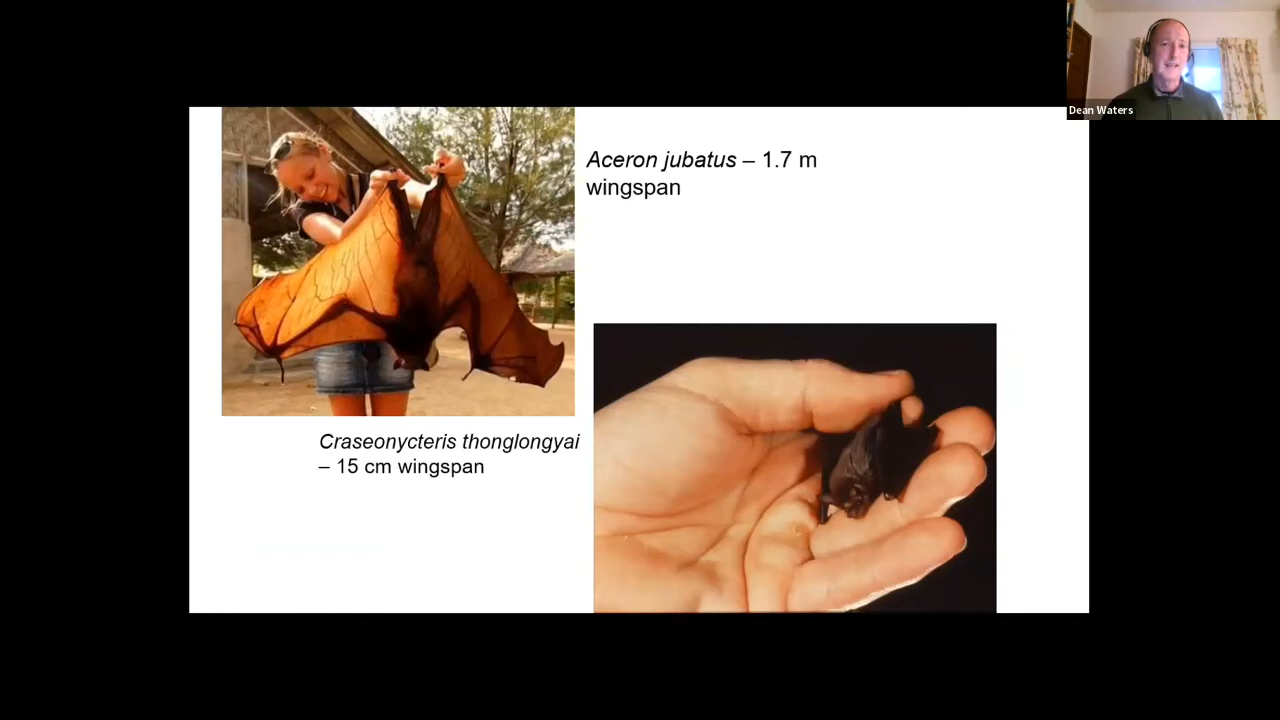 Dean Waters
Aceron jubatus – 1.7 m
wingspan
Craseonycteris thonglongyai
– 15 cm wingspan